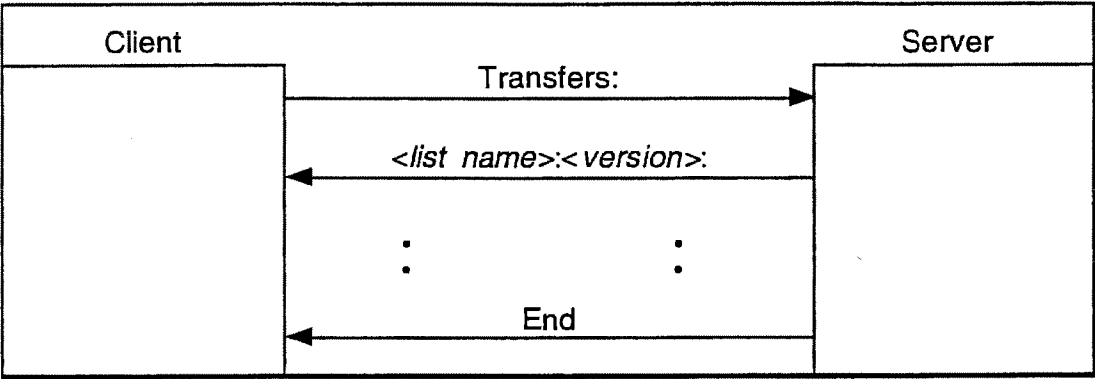 Client Server
Transfers:
<list name>:<version>:
: :
End